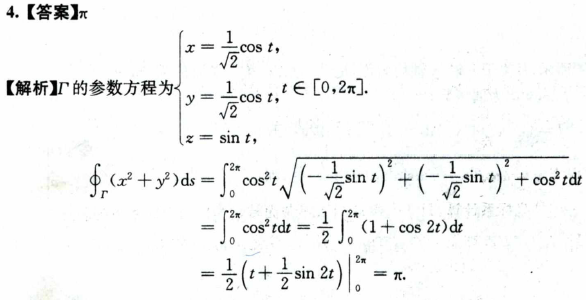 4.【答案】π
【解析】Γ的参数方程为 $\begin{cases} x = \frac{1}{\sqrt{2}}\cos t, \\ y = \frac{1}{\sqrt{2}}\cos t, \\ z = \sin t, \end{cases} t \in [0, 2\pi].$
$\oint_{\Gamma} (x^2 + y^2) \mathrm{d}s = \int_0^{2\pi} \cos^2 t \sqrt{\left(-\frac{1}{\sqrt{2}}\sin t\right)^2 + \left(-\frac{1}{\sqrt{2}}\sin t\right)^2 + \cos^2 t} \mathrm{d}t$
$= \int_0^{2\pi} \cos^2 t \mathrm{d}t = \frac{1}{2} \int_0^{2\pi} (1 + \cos 2t) \mathrm{d}t$
$= \frac{1}{2} \left( t + \frac{1}{2}\sin 2t \right) \Big|_0^{2\pi} = \pi.$